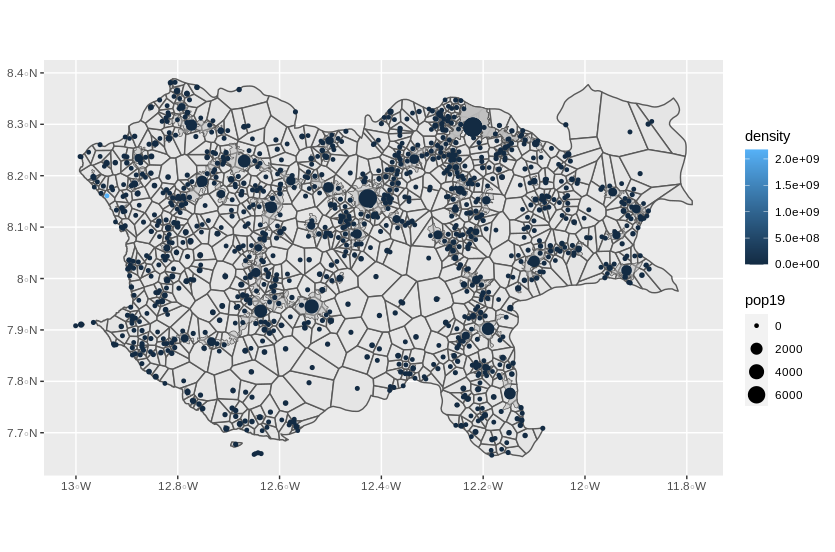 8.4○N
8.3○N
8.2○N
8.1○N
8○N
7.9○N
7.8○N
7.7○N
13○W
12.8○W
12.6○W
12.4○W
12.2○W
12○W
11.8○W
density
2.0e+09
1.5e+09
1.0e+09
5.0e+08
0.0e+00
pop19
0
2000
4000
6000